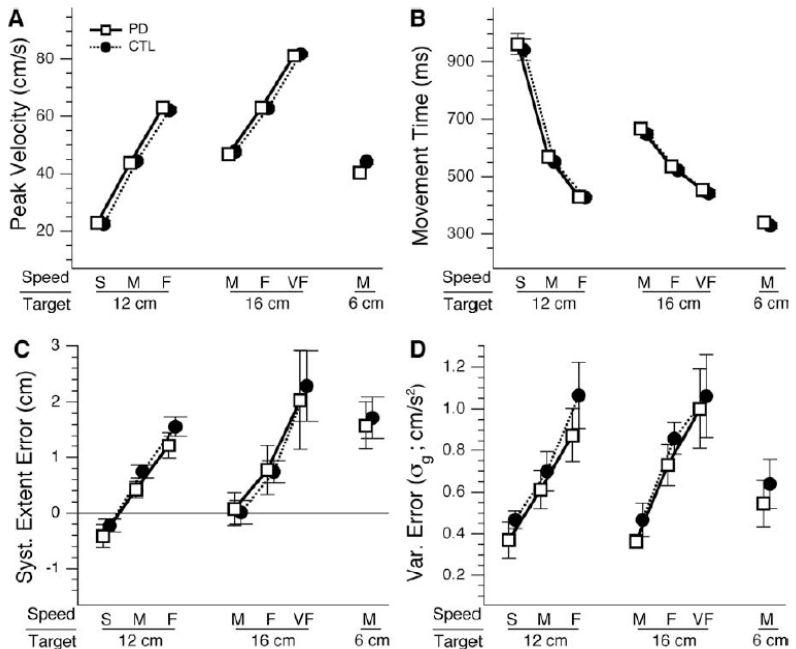 A
PD
CTL
Peak Velocity (cm/s)
80
60
40
20
Speed
S M F M F VF M
Target
12 cm 16 cm 6 cm
B
Movement Time (ms)
900
700
500
300
Speed
S M F M F VF M
Target
12 cm 16 cm 6 cm
C
Syst. Extent Error (cm)
3
2
1
0
-1
Speed
S M F M F VF M
Target
12 cm 16 cm 6 cm
D
Var. Error (σg ; cm/s²)
1.2
1.0
0.8
0.6
0.4
0.2
Speed
S M F M F VF M
Target
12 cm 16 cm 6 cm